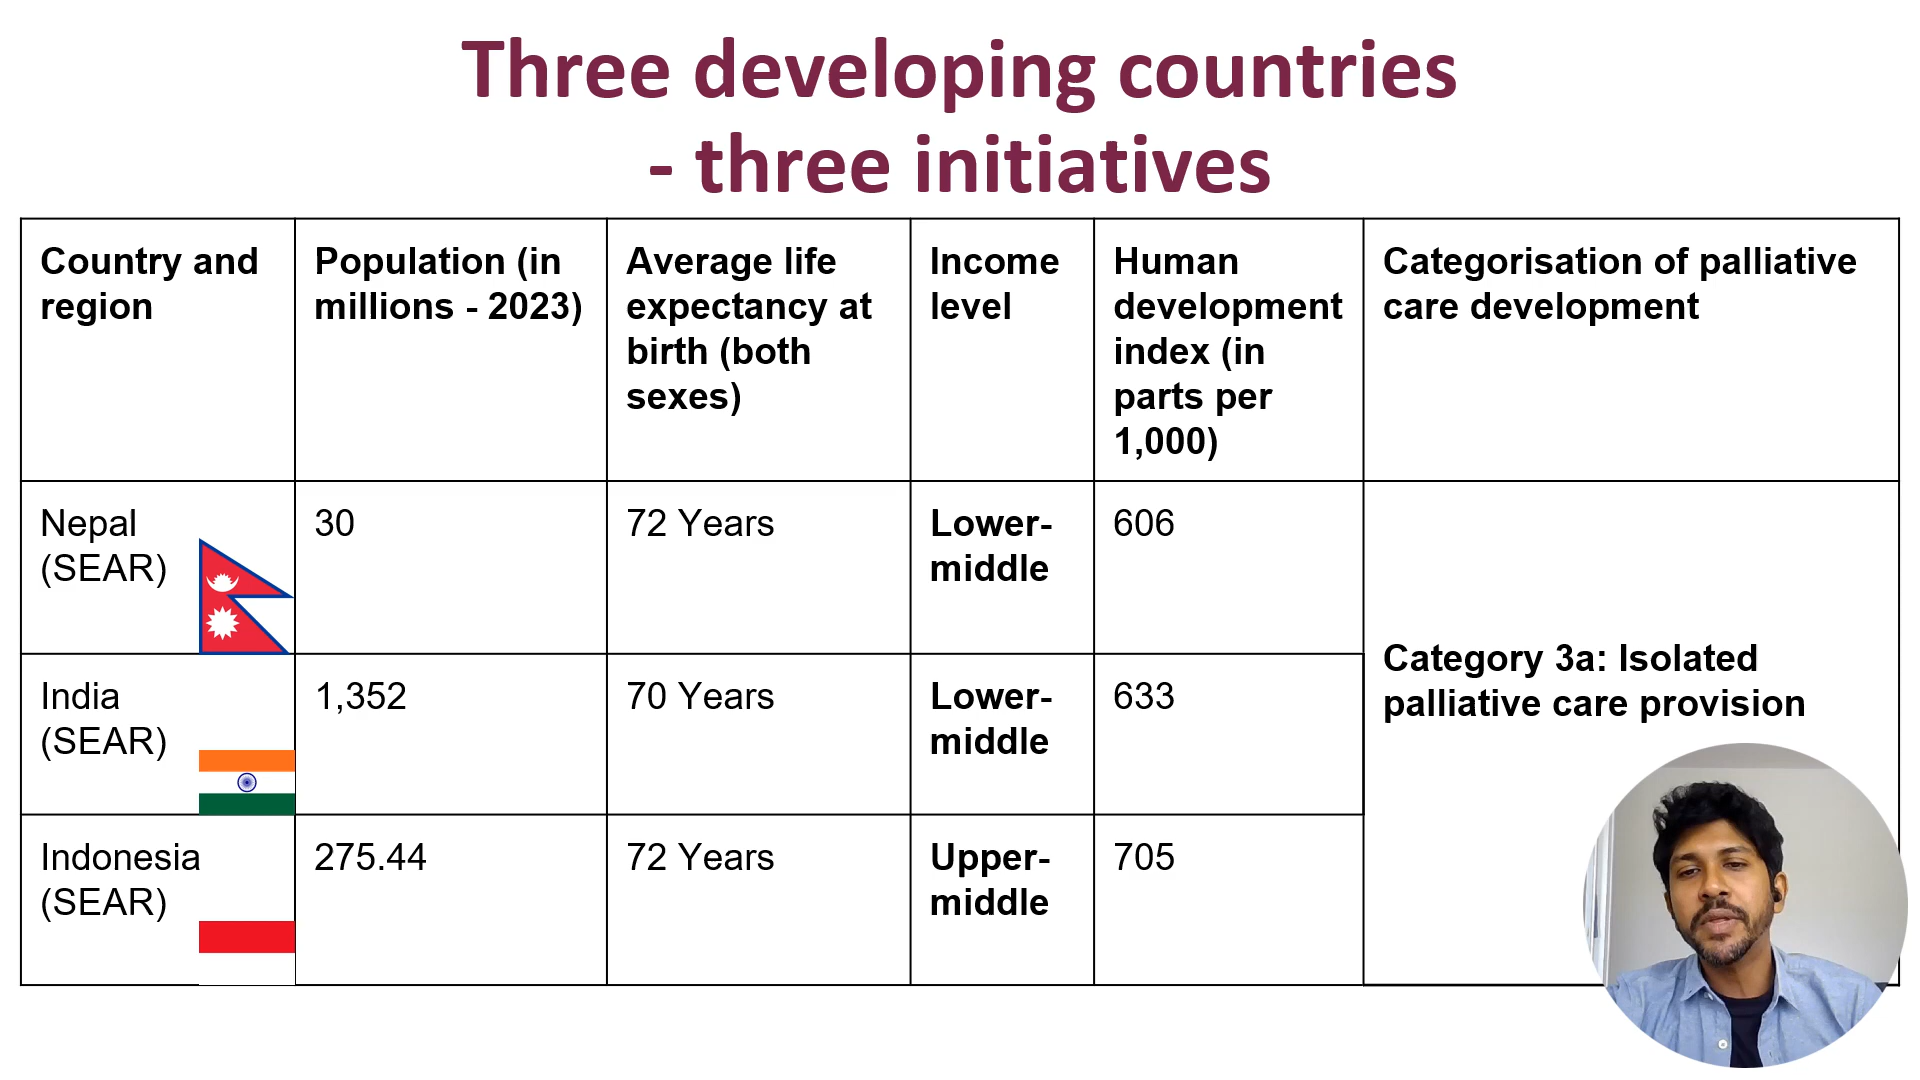 Three developing countries
- three initiatives
Country and
region
Population (in
millions - 2023)
Average life
expectancy at
birth (both
sexes)
Income
level
Human
development
index (in
parts per
1,000)
Categorisation of palliative
care development
Nepal
(SEAR)
30
72 Years
Lower-
middle
606
Category 3a: Isolated
palliative care provision
India
(SEAR)
1,352
70 Years
Lower-
middle
633
Indonesia
(SEAR)
275.44
72 Years
Upper-
middle
705